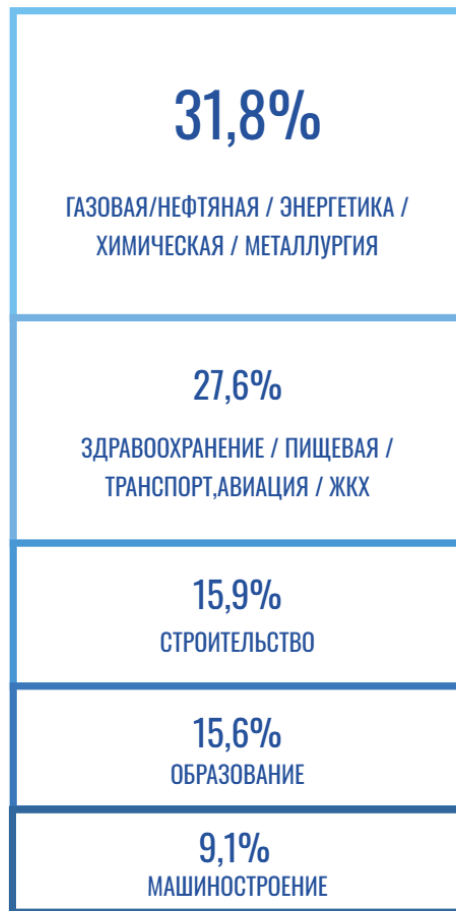 31,8%
ГАЗОВАЯ/НЕФТЯНАЯ / ЭНЕРГЕТИКА /
ХИМИЧЕСКАЯ / МЕТАЛЛУРГИЯ
27,6%
ЗДРАВООХРАНЕНИЕ / ПИЩЕВАЯ /
ТРАНСПОРТ,АВИАЦИЯ / ЖКХ
15,9%
СТРОИТЕЛЬСТВО
15,6%
ОБРАЗОВАНИЕ
9,1%
МАШИНОСТРОЕНИЕ